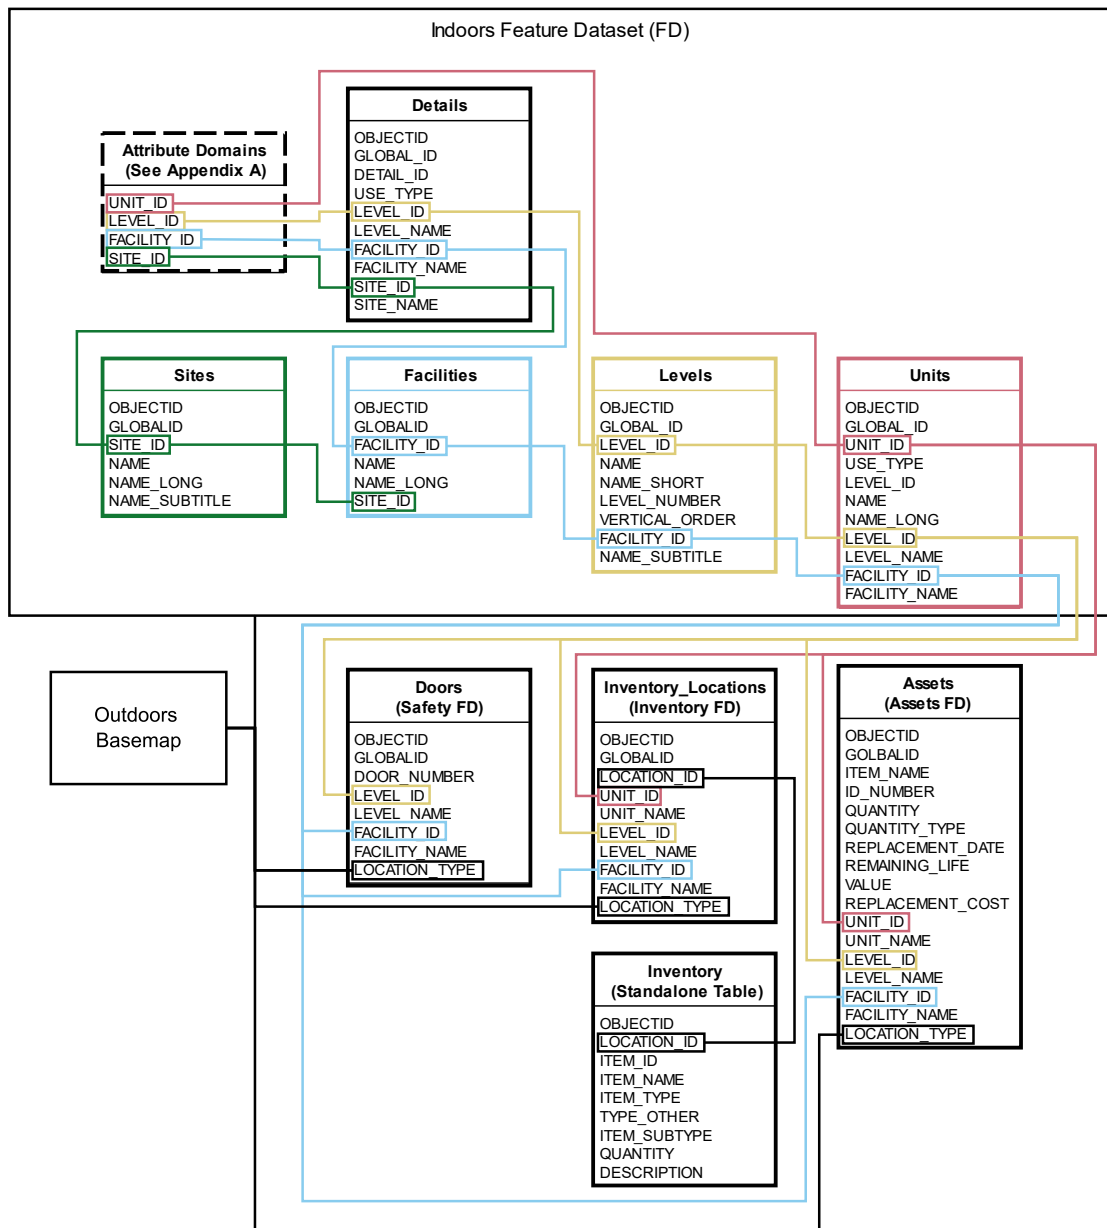 Indoors Feature Dataset (FD)
Details
OBJECTID
GLOBAL_ID
DETAIL_ID
USE_TYPE
LEVEL_ID
LEVEL_NAME
FACILITY_ID
FACILITY_NAME
SITE_ID
SITE_NAME
Attribute Domains
(See Appendix A)
UNIT_ID
LEVEL_ID
FACILITY_ID
SITE_ID
Sites
OBJECTID
GLOBALID
SITE_ID
NAME
NAME_LONG
NAME_SUBTITLE
Facilities
OBJECTID
GLOBALID
FACILITY_ID
NAME
NAME_LONG
SITE_ID
Levels
OBJECTID
GLOBAL_ID
LEVEL_ID
NAME
NAME_SHORT
LEVEL_NUMBER
VERTICAL_ORDER
FACILITY_ID
NAME_SUBTITLE
Units
OBJECTID
GLOBAL_ID
UNIT_ID
USE_TYPE
LEVEL_ID
NAME
NAME_LONG
LEVEL_ID
LEVEL_NAME
FACILITY_ID
FACILITY_NAME
Outdoors
Basemap
Doors
(Safety FD)
OBJECTID
GLOBALID
DOOR_NUMBER
LEVEL_ID
LEVEL_NAME
FACILITY_ID
FACILITY_NAME
LOCATION_TYPE
Inventory_Locations
(Inventory FD)
OBJECTID
GLOBALID
LOCATION_ID
UNIT_ID
UNIT_NAME
LEVEL_ID
LEVEL_NAME
FACILITY_ID
FACILITY_NAME
LOCATION_TYPE
Assets
(Assets FD)
OBJECTID
GOLBALID
ITEM_NAME
ID_NUMBER
QUANTITY
QUANTITY_TYPE
REPLACEMENT_DATE
REMAINING_LIFE
VALUE
REPLACEMENT_COST
UNIT_ID
UNIT_NAME
LEVEL_ID
LEVEL_NAME
FACILITY_ID
FACILITY_NAME
LOCATION_TYPE
Inventory
(Standalone Table)
OBJECTID
LOCATION_ID
ITEM_ID
ITEM_NAME
ITEM_TYPE
TYPE_OTHER
ITEM_SUBTYPE
QUANTITY
DESCRIPTION